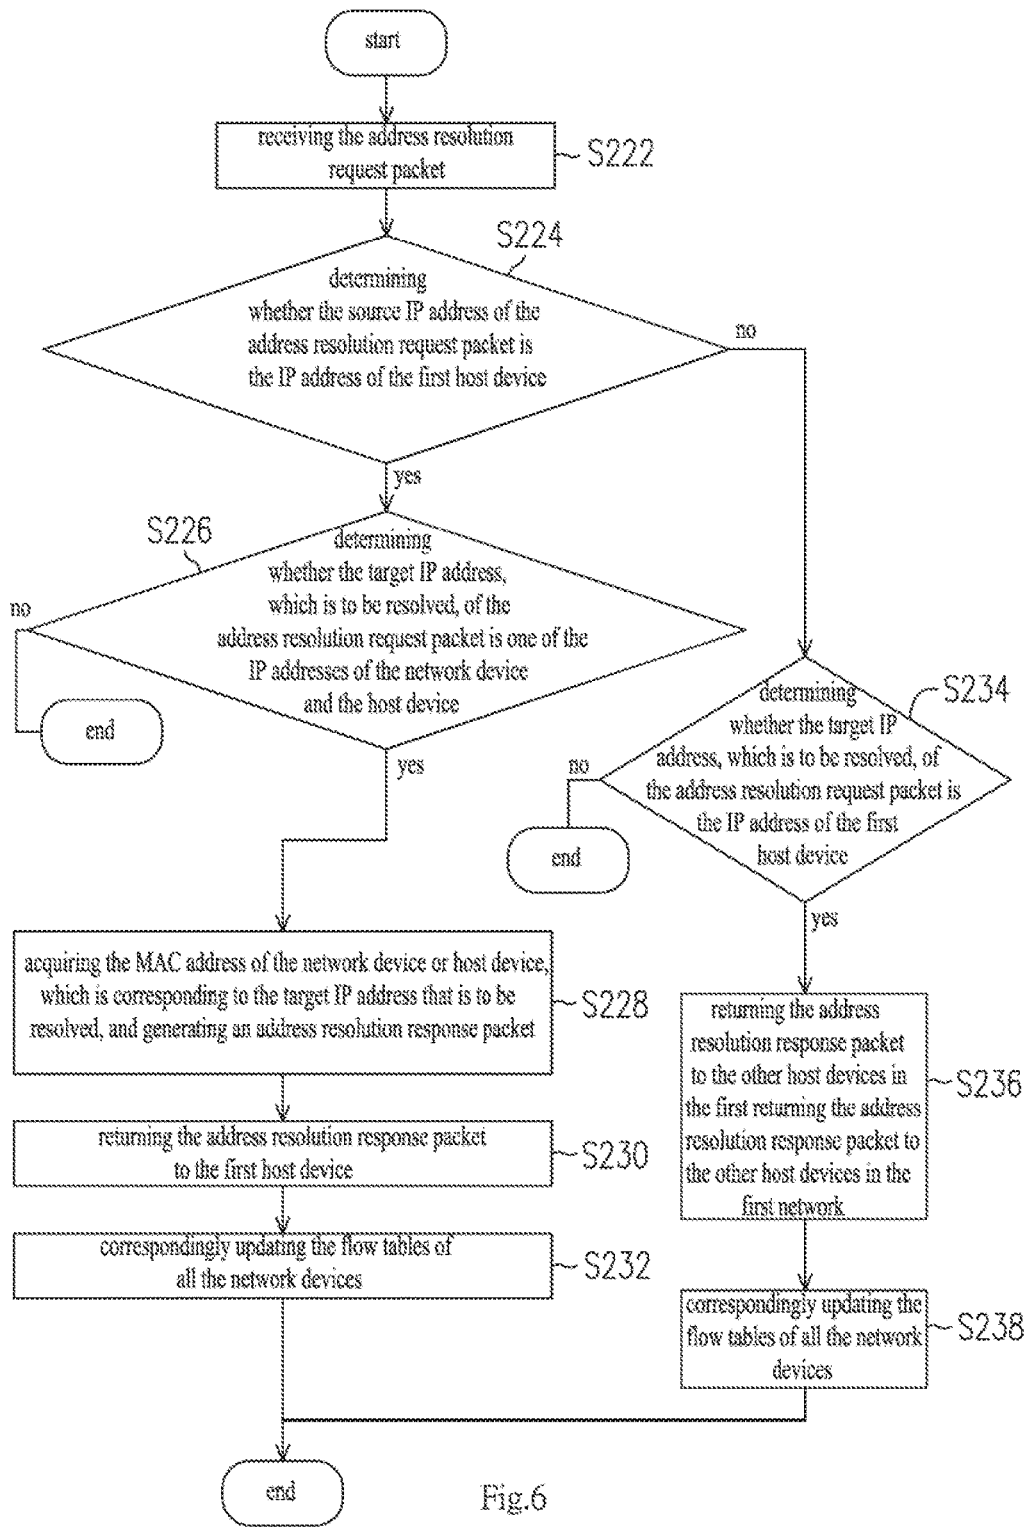 start
receiving the address resolution
request packet
S222
S224
determining
whether the source IP address of the
address resolution request packet is
the IP address of the first host device
no
yes
S226
determining
whether the target IP address,
which is to be resolved, of the
address resolution request packet is one of the
IP addresses of the network device
and the host device
no
end
yes
S234
determining
whether the target IP
address, which is to be resolved, of
the address resolution request packet is
the IP address of the first
host device
no
end
yes
acquiring the MAC address of the network device or host device,
which is corresponding to the target IP address that is to be
resolved, and generating an address resolution response packet
S228
returning the address resolution response packet
to the first host device
S230
correspondingly updating the flow tables of
all the network devices
S232
returning the address
resolution response packet
to the other host devices in
the first returning the address
resolution response packet to
the other host devices in the
first network
S236
correspondingly updating the
flow tables of all the network
devices
S238
end
Fig.6